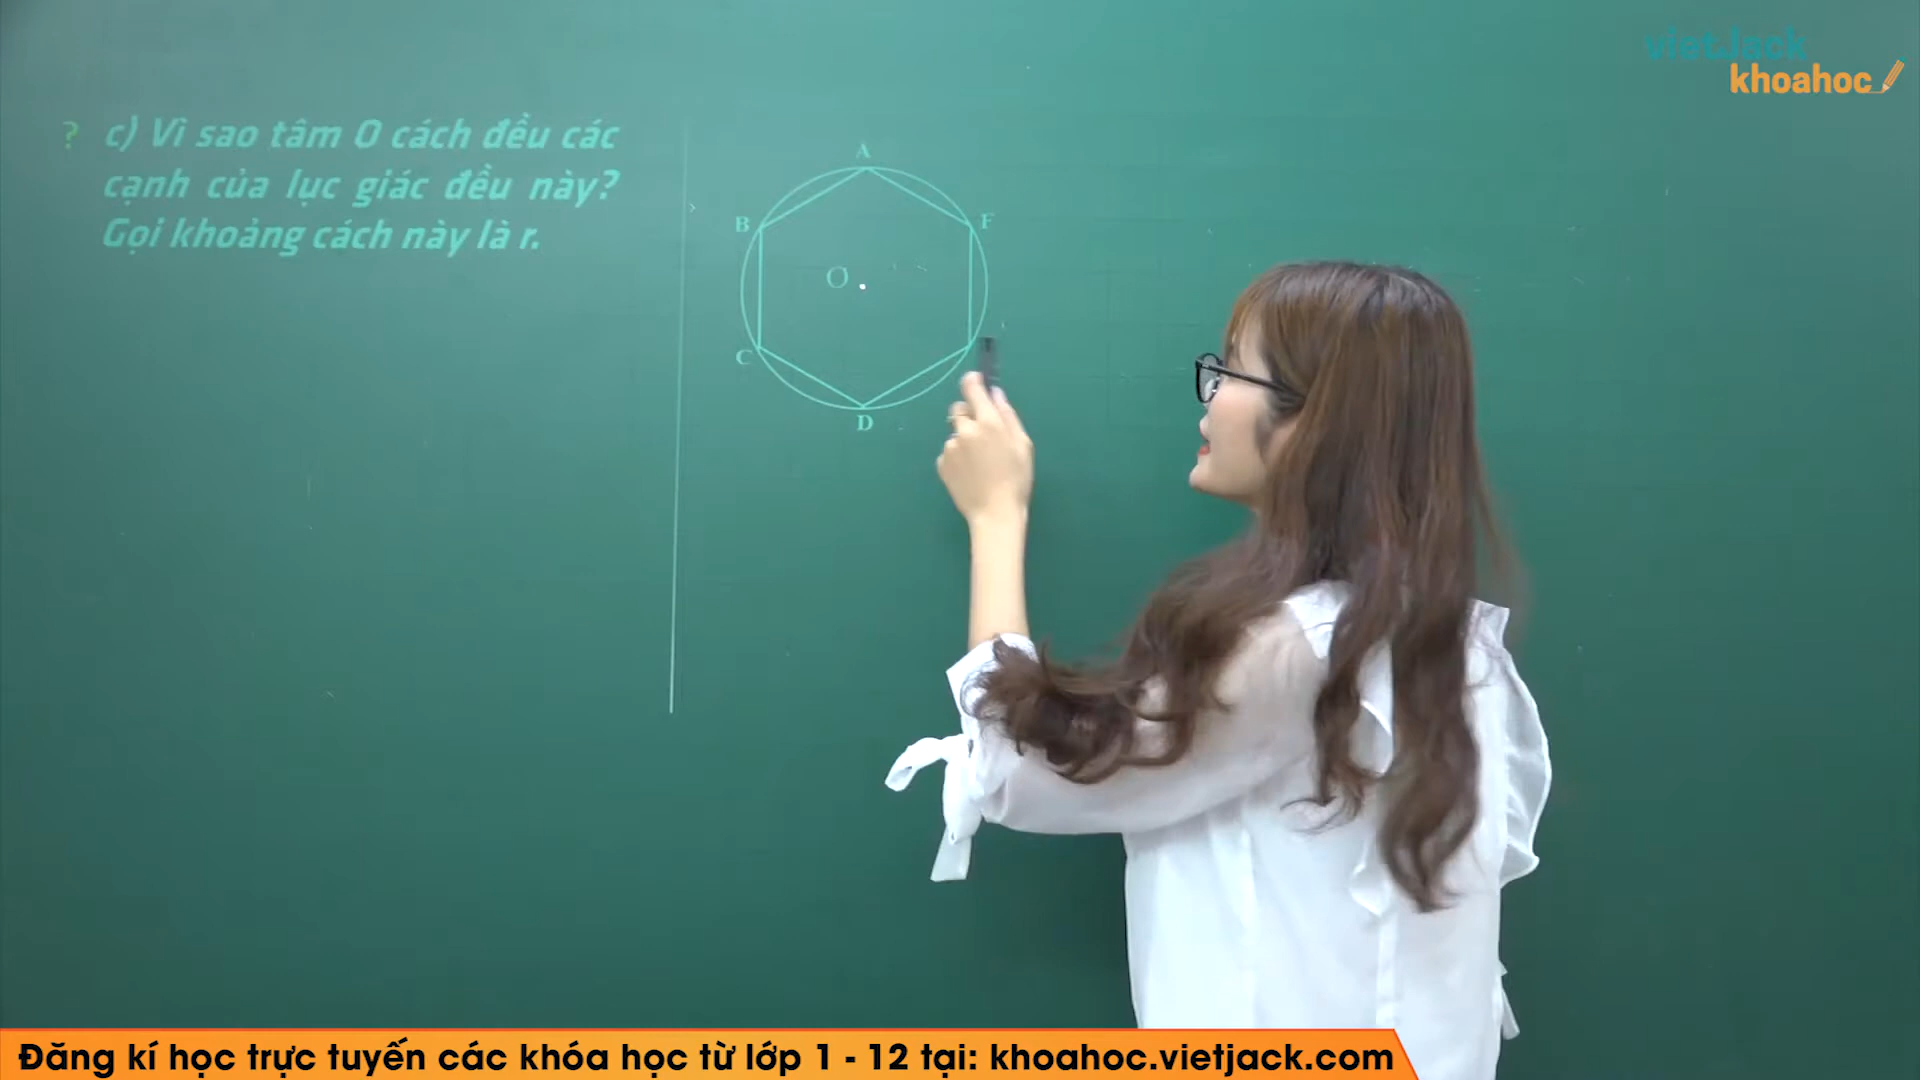 vietJack
khoahoc
? c) Vì sao tâm O cách đều các
cạnh của lục giác đều này?
Gọi khoảng cách này là r.
A
B
F
O
C
D
Đăng kí học trực tuyến các khóa học từ lớp 1 - 12 tại: khoahoc.vietjack.com